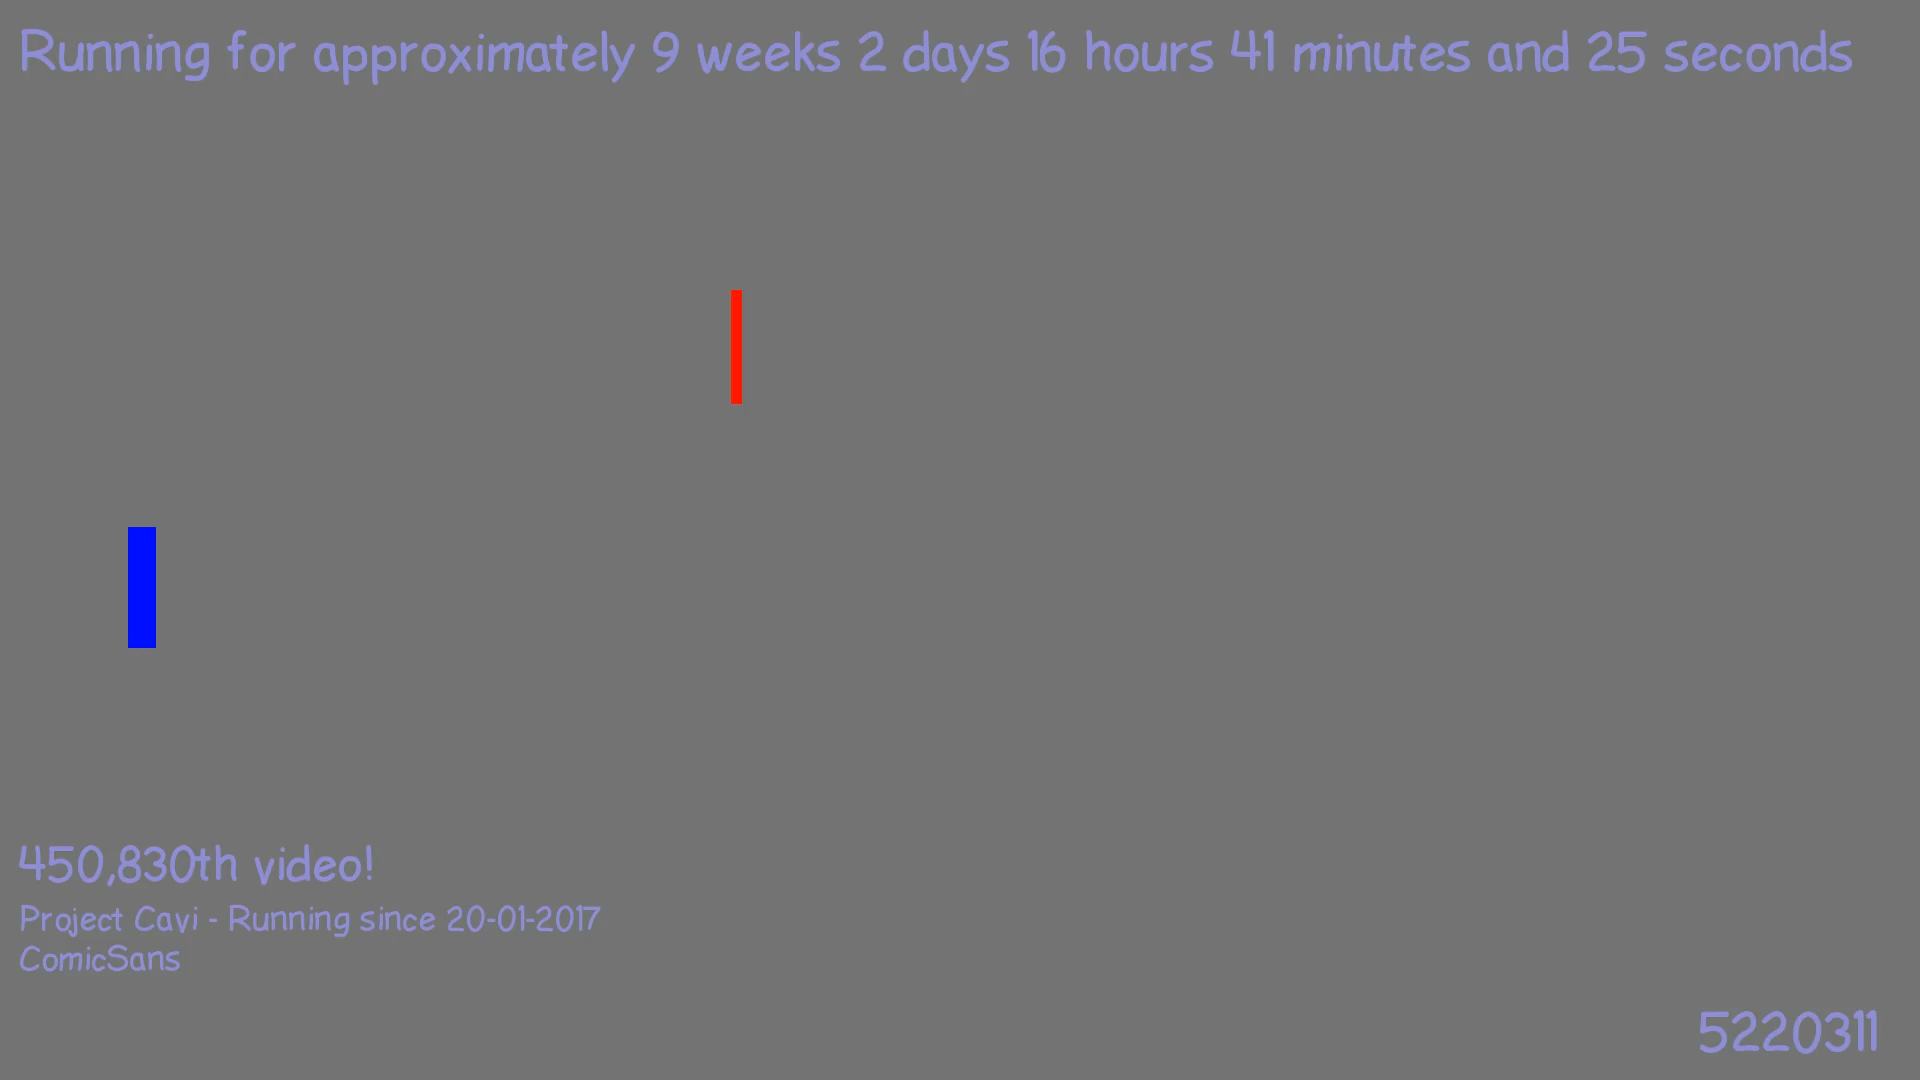 Running for approximately 9 weeks 2 days 16 hours 41 minutes and 25 seconds
450,830th video!
Project Cavi - Running since 20-01-2017
ComicSans
5220311